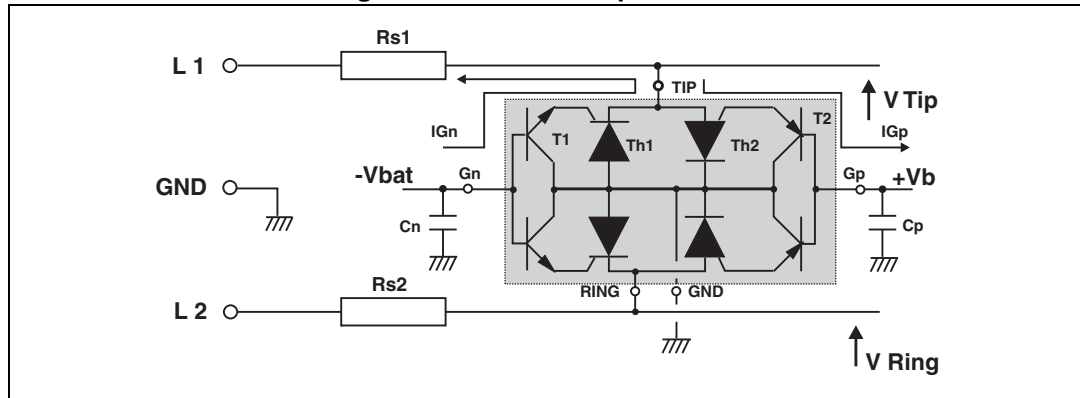 Rs1
L 1
TIP
V Tip
IGn
T1
Th1
Th2
T2
IGp
-Vbat
Gn
Gp
+Vb
GND
Cn
Cp
Rs2
RING
GND
L 2
V Ring